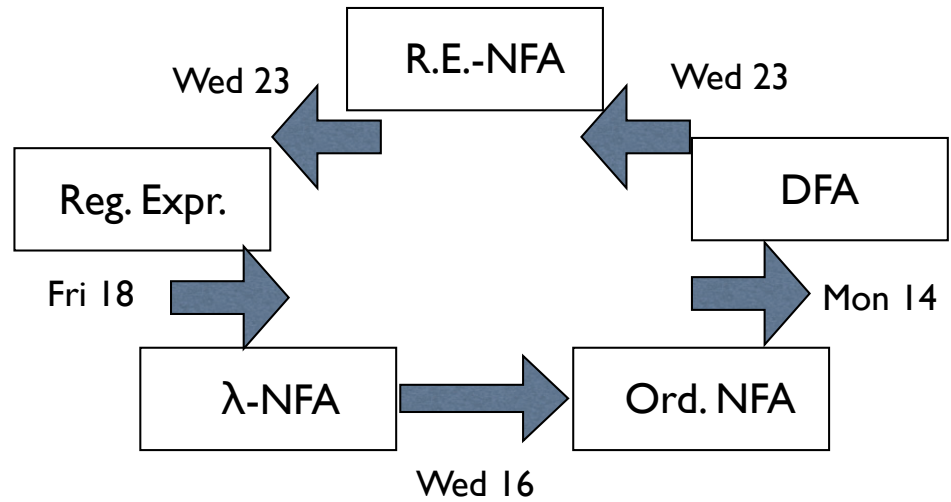 R.E.-NFA
Wed 23
Wed 23
Reg. Expr.
DFA
Fri 18
Mon 14
λ-NFA
Ord. NFA
Wed 16